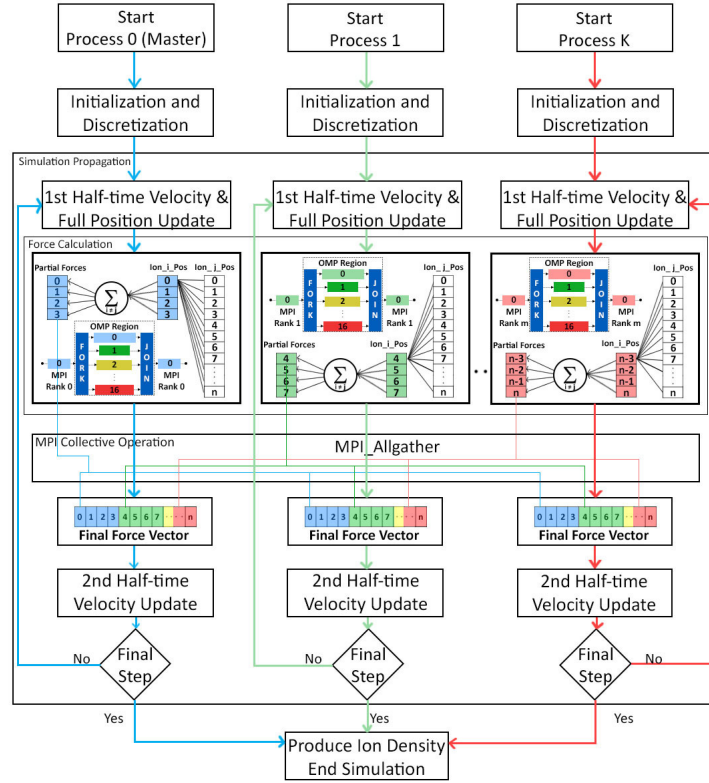 Start
Process 0 (Master)
Start
Process 1
Start
Process K
Initialization and
Discretization
Initialization and
Discretization
Initialization and
Discretization
Simulation Propagation
1st Half-time Velocity &
Full Position Update
1st Half-time Velocity &
Full Position Update
1st Half-time Velocity &
Full Position Update
Force Calculation
Partial Forces
Ion_i_Pos
Ion_j_Pos
0
1
2
3
Σ
0
1
2
3
0
1
2
3
4
5
6
7
n
OMP Region
0
MPI
Rank 0
FORK
0
1
2
16
JOIN
0
MPI
Rank 0
OMP Region
0
MPI
Rank 1
FORK
0
1
2
16
JOIN
0
MPI
Rank 1
Ion_j_Pos
0
1
2
3
4
5
6
7
n
Partial Forces
Ion_i_Pos
4
5
6
7
Σ
4
5
6
7
OMP Region
0
MPI
Rank m
FORK
0
1
2
16
JOIN
0
MPI
Rank m
Ion_j_Pos
0
1
2
3
4
5
6
7
n
Partial Forces
Ion_i_Pos
n-3
n-2
n-1
n
Σ
n-3
n-2
n-1
n
MPI Collective Operation
MPI_Allgather
0 1 2 3 4 5 6 7 n
Final Force Vector
0 1 2 3 4 5 6 7 n
Final Force Vector
0 1 2 3 4 5 6 7 n
Final Force Vector
2nd Half-time
Velocity Update
2nd Half-time
Velocity Update
2nd Half-time
Velocity Update
No
Final
Step
No
Final
Step
Final
Step
No
Yes
Yes
Yes
Produce Ion Density
End Simulation